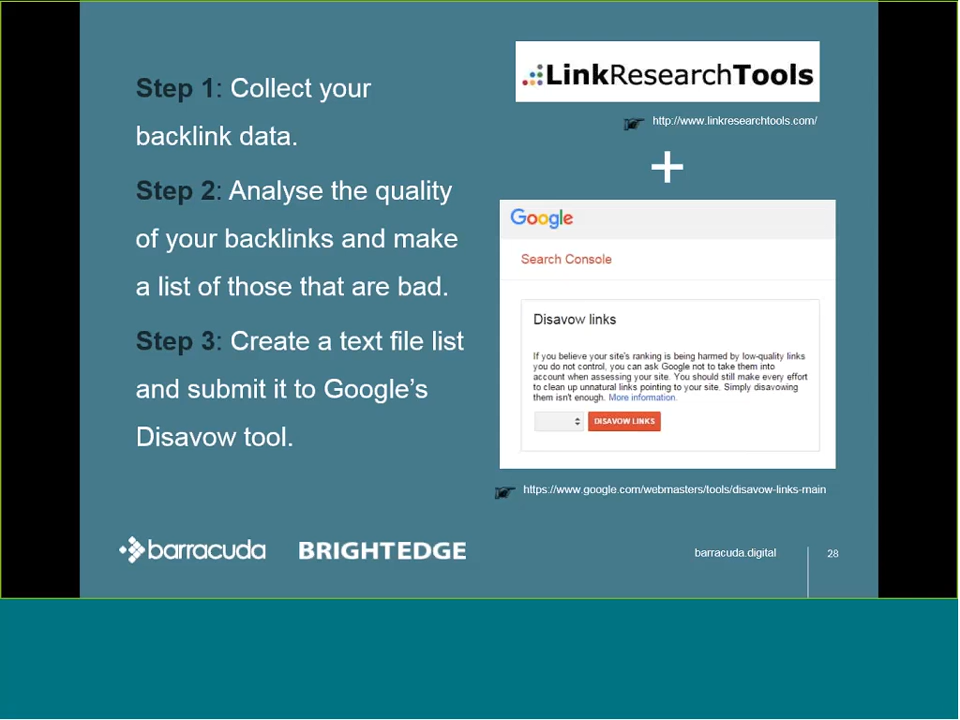 Step 1: Collect your
backlink data.
Step 2: Analyse the quality
of your backlinks and make
a list of those that are bad.
Step 3: Create a text file list
and submit it to Google’s
Disavow tool.
LinkResearchTools
http://www.linkresearchtools.com/
+
Google
Search Console
Disavow links
If you believe your site's ranking is being harmed by low-quality links
you do not control, you can ask Google not to take them into
account when assessing your site. You should still make every effort
to clean up unnatural links pointing to your site. Simply disavowing
them isn't enough. More information.
DISAVOW LINKS
https://www.google.com/webmasters/tools/disavow-links-main
barracuda
BRIGHTEDGE
barracuda.digital
28